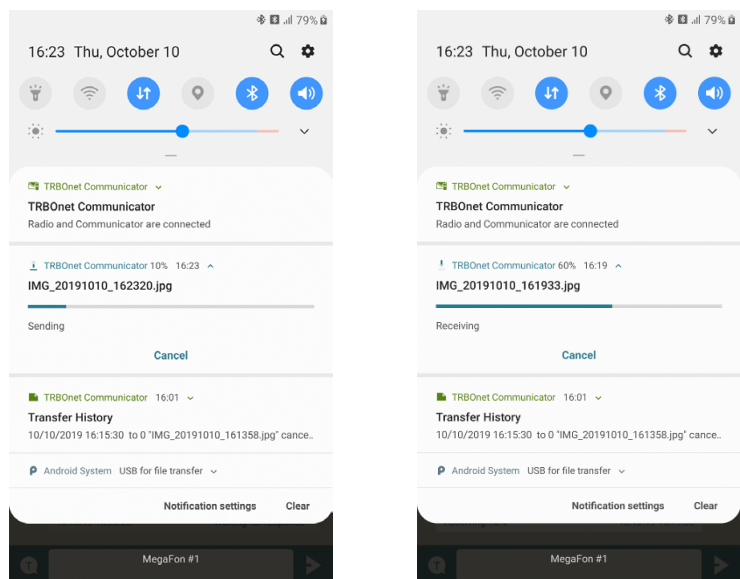 79%
16:23 Thu, October 10
TRBOnet Communicator
TRBOnet Communicator
Radio and Communicator are connected
TRBOnet Communicator 10% 16:23
IMG_20191010_162320.jpg
Sending
Cancel
TRBOnet Communicator 16:01
Transfer History
10/10/2019 16:15:30 to 0 "IMG_20191010_161358.jpg" cance..
Android System USB for file transfer
Notification settings Clear
MegaFon #1
79%
16:23 Thu, October 10
TRBOnet Communicator
TRBOnet Communicator
Radio and Communicator are connected
TRBOnet Communicator 60% 16:19
IMG_20191010_161933.jpg
Receiving
Cancel
TRBOnet Communicator 16:01
Transfer History
10/10/2019 16:15:30 to 0 "IMG_20191010_161358.jpg" cance..
Android System USB for file transfer
Notification settings Clear
MegaFon #1